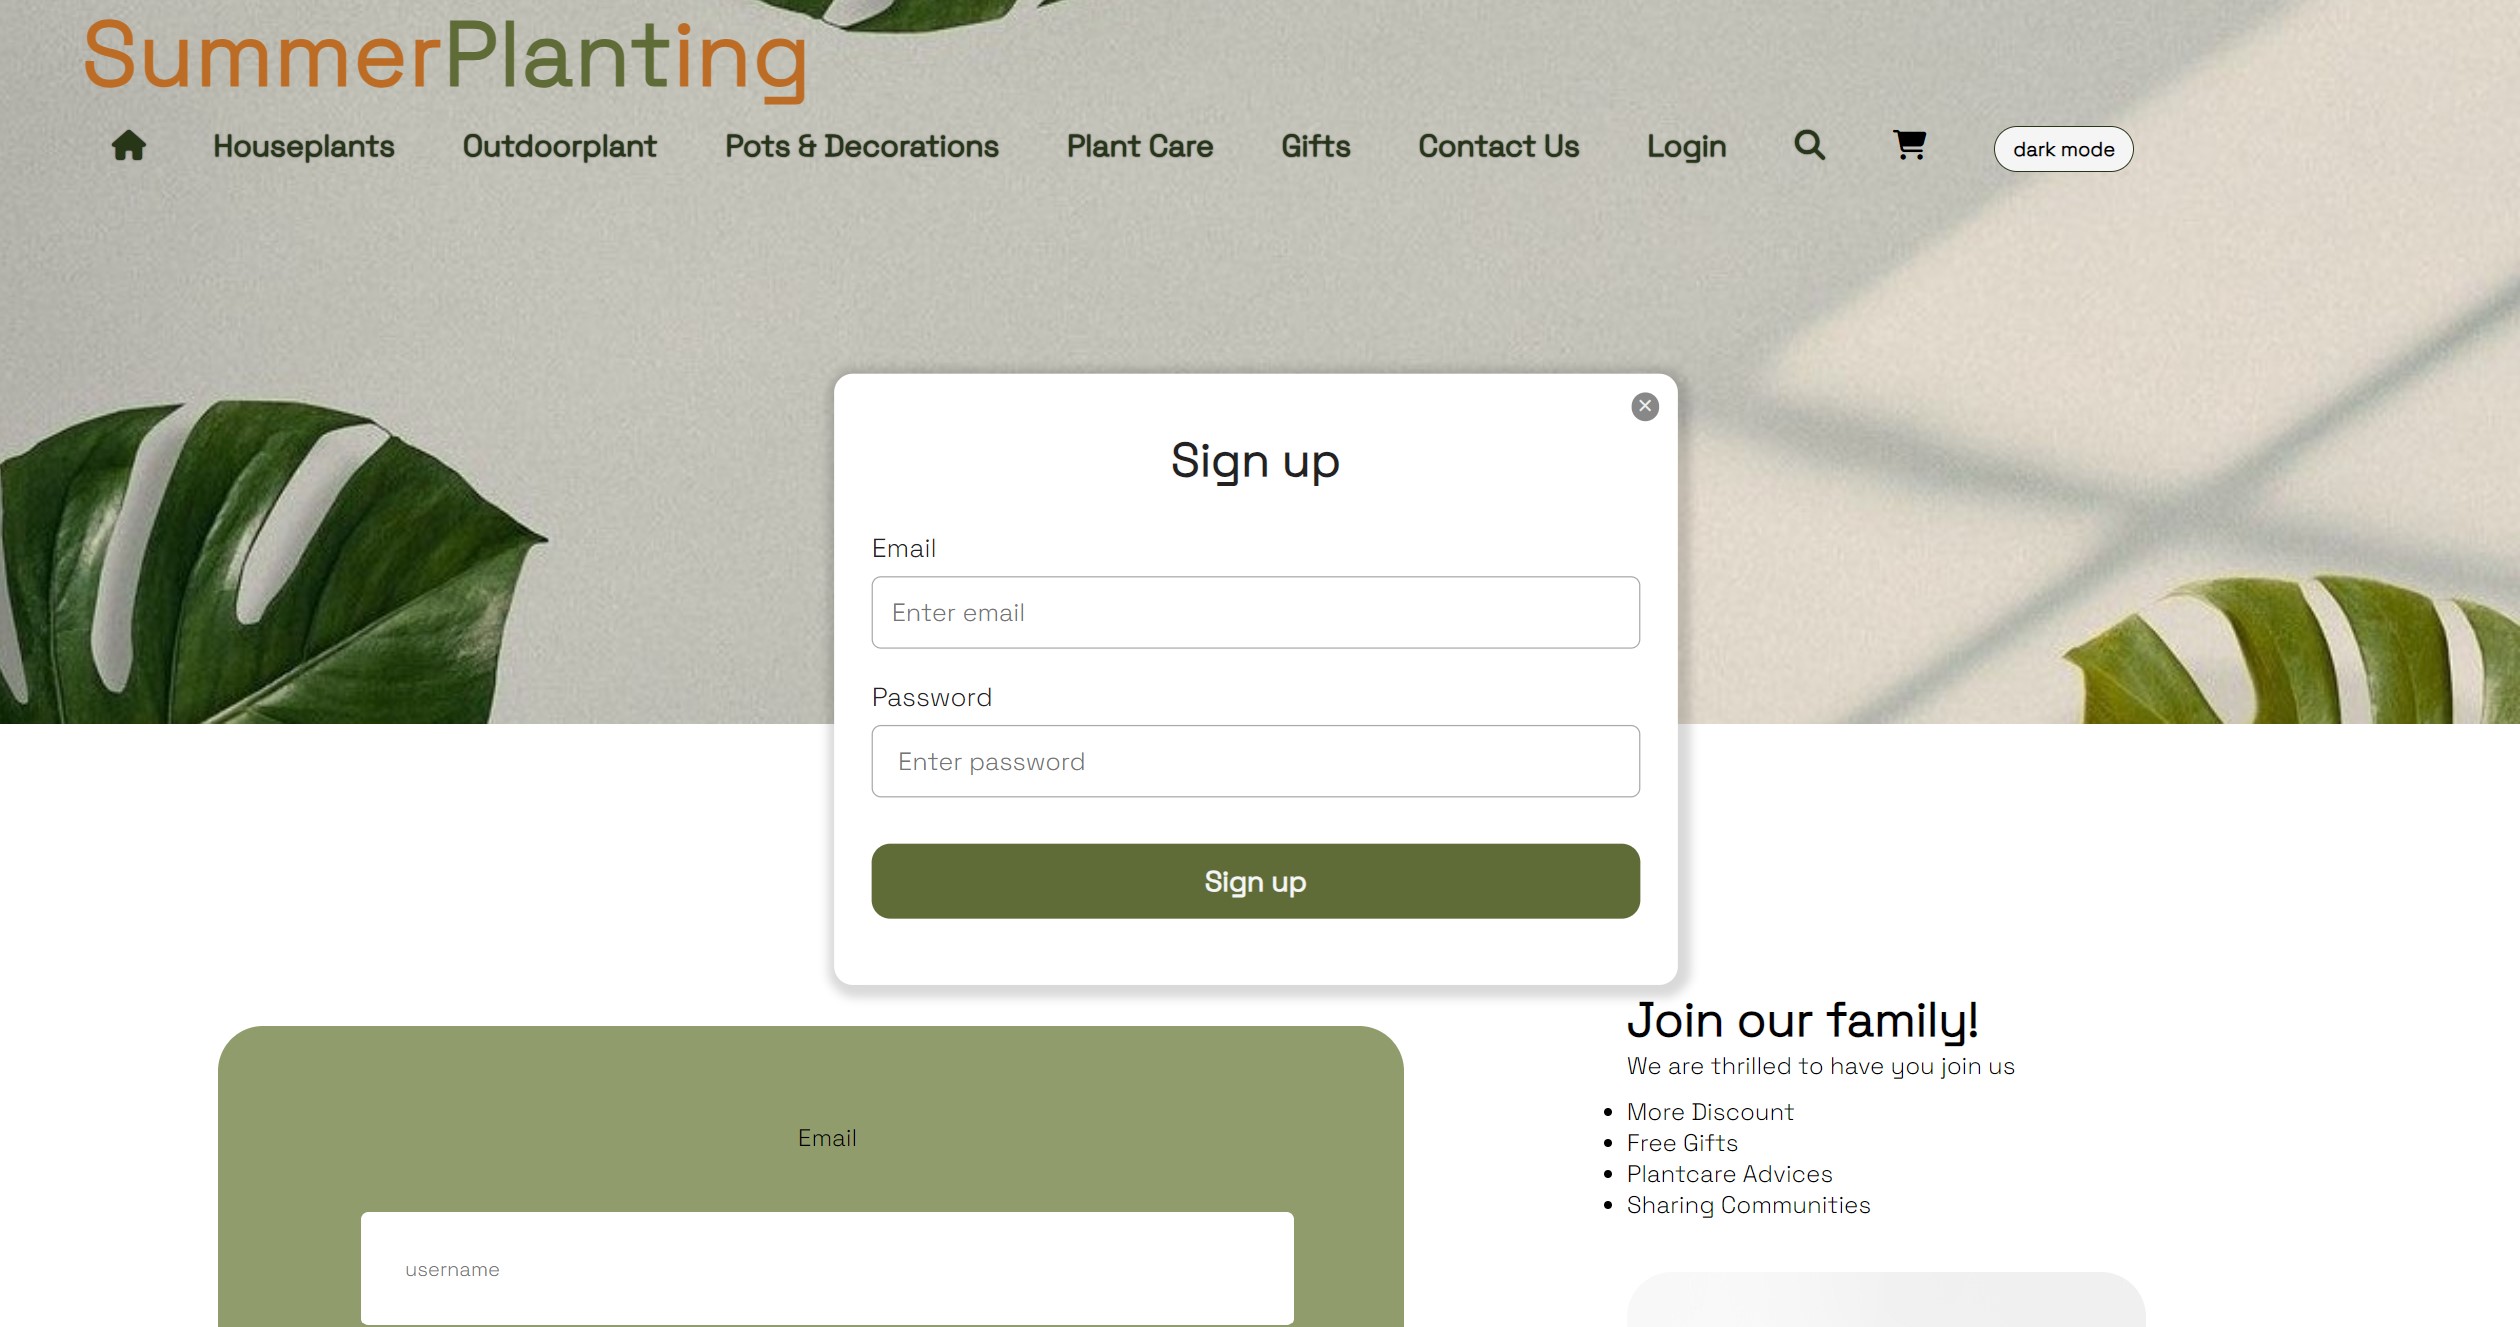 SummerPlanting
Houseplants Outdoorplant Pots & Decorations Plant Care Gifts Contact Us Login dark mode
Sign up
Email
Enter email
Password
Enter password
Sign up
Join our family!
We are thrilled to have you join us
More Discount
Free Gifts
Plantcare Advices
Sharing Communities
Email
username